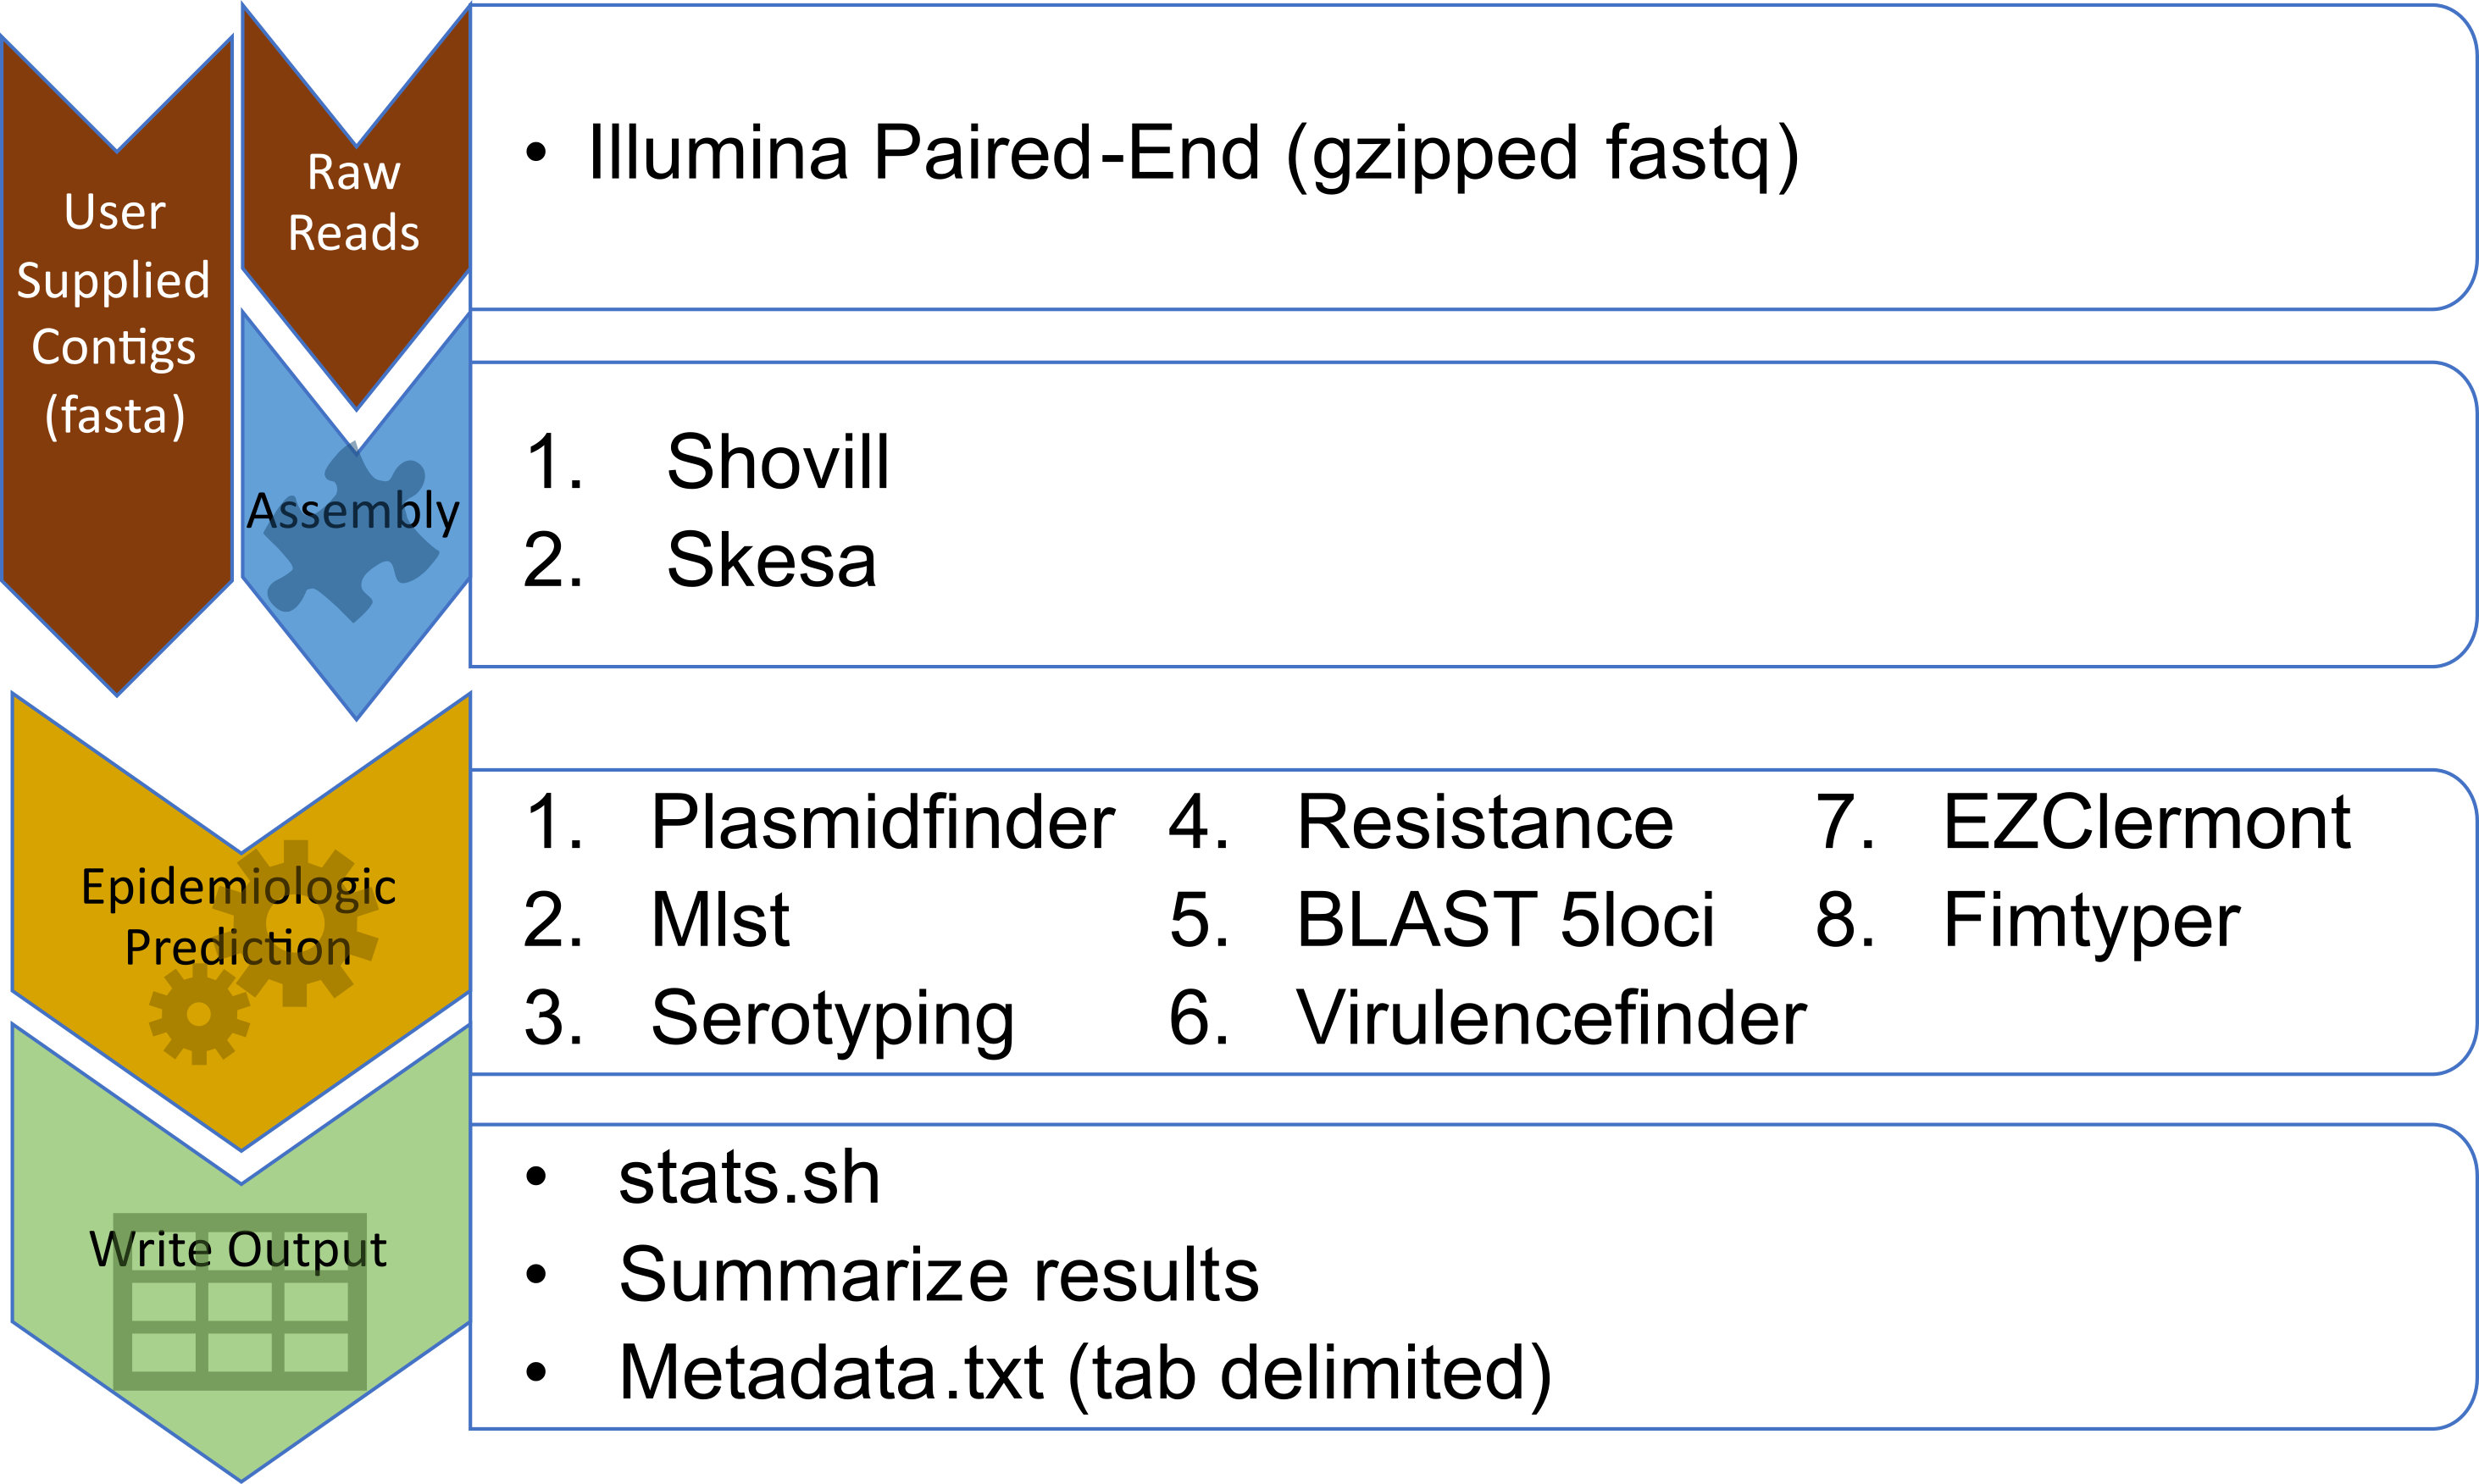 User
Supplied
Contigs
(fasta)
Raw
Reads
• Illumina Paired-End (gzipped fastq)
Assembly
1. Shovill
2. Skesa
Epidemiologic
Prediction
1. Plasmidfinder
2. Mlst
3. Serotyping
4. Resistance
5. BLAST 5loci
6. Virulencefinder
7. EZClermont
8. Fimtyper
Write Output
• stats.sh
• Summarize results
• Metadata.txt (tab delimited)